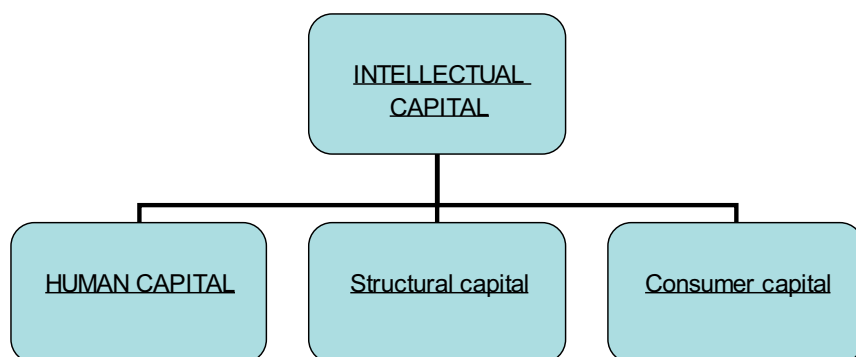 INTELLECTUAL
CAPITAL
HUMAN CAPITAL
Structural capital
Consumer capital